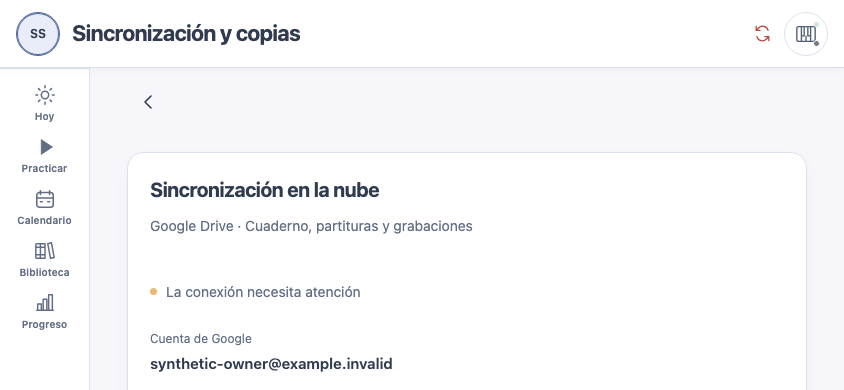 SS
Sincronización y copias
Hoy
Practicar
Calendario
Biblioteca
Progreso
Sincronización en la nube
Google Drive · Cuaderno, partituras y grabaciones
La conexión necesita atención
Cuenta de Google
synthetic-owner@example.invalid